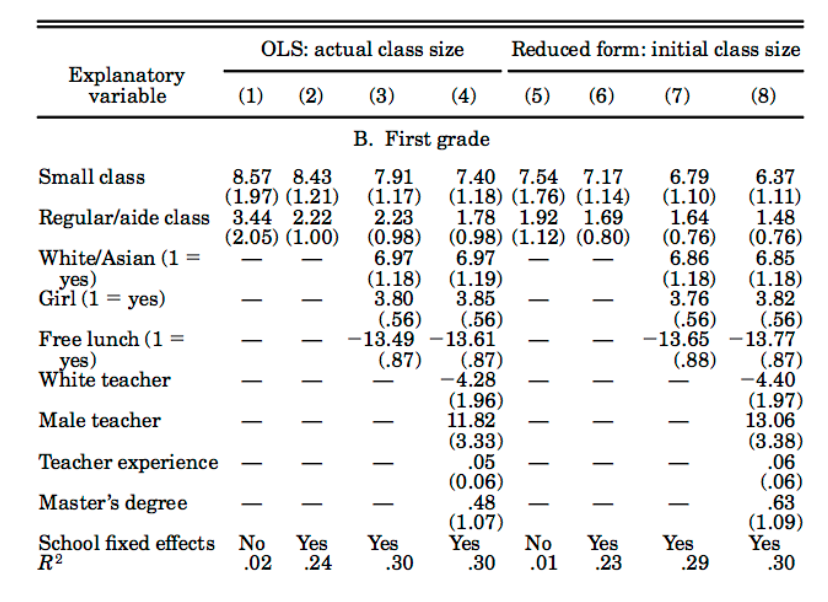 OLS: actual class size Reduced form: initial class size
Explanatory
variable (1) (2) (3) (4) (5) (6) (7) (8)
B. First grade
Small class 8.57 8.43 7.91 7.40 7.54 7.17 6.79 6.37
(1.97) (1.21) (1.17) (1.18) (1.76) (1.14) (1.10) (1.11)
Regular/aide class 3.44 2.22 2.23 1.78 1.92 1.69 1.64 1.48
(2.05) (1.00) (0.98) (0.98) (1.12) (0.80) (0.76) (0.76)
White/Asian (1 = — — 6.97 6.97 — — 6.86 6.85
yes) (1.18) (1.19) (1.18) (1.18)
Girl (1 = yes) — — 3.80 3.85 — — 3.76 3.82
(.56) (.56) (.56) (.56)
Free lunch (1 = — — −13.49 −13.61 — — −13.65 −13.77
yes) (.87) (.87) (.88) (.87)
White teacher — — — −4.28 — — — −4.40
(1.96) (1.97)
Male teacher — — — 11.82 — — — 13.06
(3.33) (3.38)
Teacher experience — — — .05 — — — .06
(0.06) (.06)
Master's degree — — — .48 — — — .63
(1.07) (1.09)
School fixed effects No Yes Yes Yes No Yes Yes Yes
R² .02 .24 .30 .30 .01 .23 .29 .30